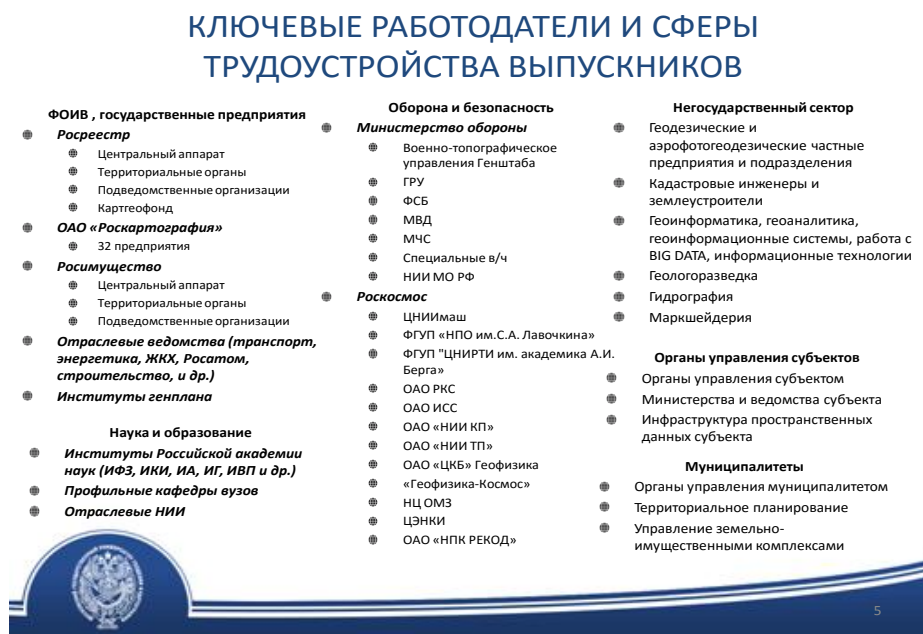 КЛЮЧЕВЫЕ РАБОТОДАТЕЛИ И СФЕРЫ
ТРУДОУСТРОЙСТВА ВЫПУСКНИКОВ
ФОИВ , государственные предприятия
Росреестр
Центральный аппарат
Территориальные органы
Подведомственные организации
Картгеофонд
ОАО «Роскартография»
32 предприятия
Росимущество
Центральный аппарат
Территориальные органы
Подведомственные организации
Отраслевые ведомства (транспорт,
энергетика, ЖКХ, Росатом,
строительство, и др.)
Институты генплана
Наука и образование
Институты Российской академии
наук (ИФЗ, ИКИ, ИА, ИГ, ИВП и др.)
Профильные кафедры вузов
Отраслевые НИИ
Оборона и безопасность
Министерство обороны
Военно-топографическое
управления Генштаба
ГРУ
ФСБ
МВД
МЧС
Специальные в/ч
НИИ МО РФ
Роскосмос
ЦНИИмаш
ФГУП «НПО им.С.А. Лавочкина»
ФГУП "ЦНИРТИ им. академика А.И.
Берга»
ОАО РКС
ОАО ИСС
ОАО «НИИ КП»
ОАО «НИИ ТП»
ОАО «ЦКБ» Геофизика
«Геофизика-Космос»
НЦ ОМЗ
ЦЭНКИ
ОАО «НПК РЕКОД»
Негосударственный сектор
Геодезические и
аэрофотогеодезические частные
предприятия и подразделения
Кадастровые инженеры и
землеустроители
Геоинформатика, геоаналитика,
геоинформационные системы, работа с
BIG DATA, информационные технологии
Геологоразведка
Гидрография
Маркшейдерия
Органы управления субъектов
Органы управления субъектом
Министерства и ведомства субъекта
Инфраструктура пространственных
данных субъекта
Муниципалитеты
Органы управления муниципалитетом
Территориальное планирование
Управление земельно-
имущественными комплексами
5